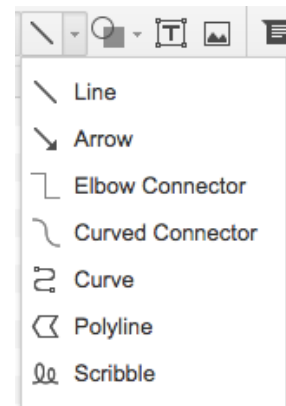 Line
Arrow
Elbow Connector
Curved Connector
Curve
Polyline
Scribble